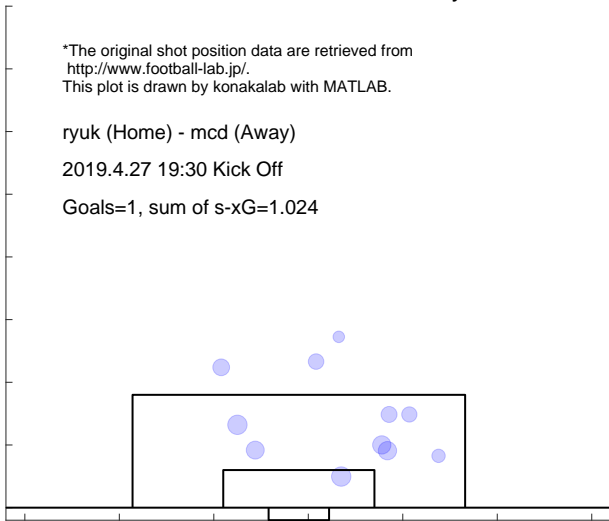 *The original shot position data are retrieved from
http://www.football-lab.jp/.
This plot is drawn by konakalab with MATLAB.
ryuk (Home) - mcd (Away)
2019.4.27 19:30 Kick Off
Goals=1, sum of s-xG=1.024